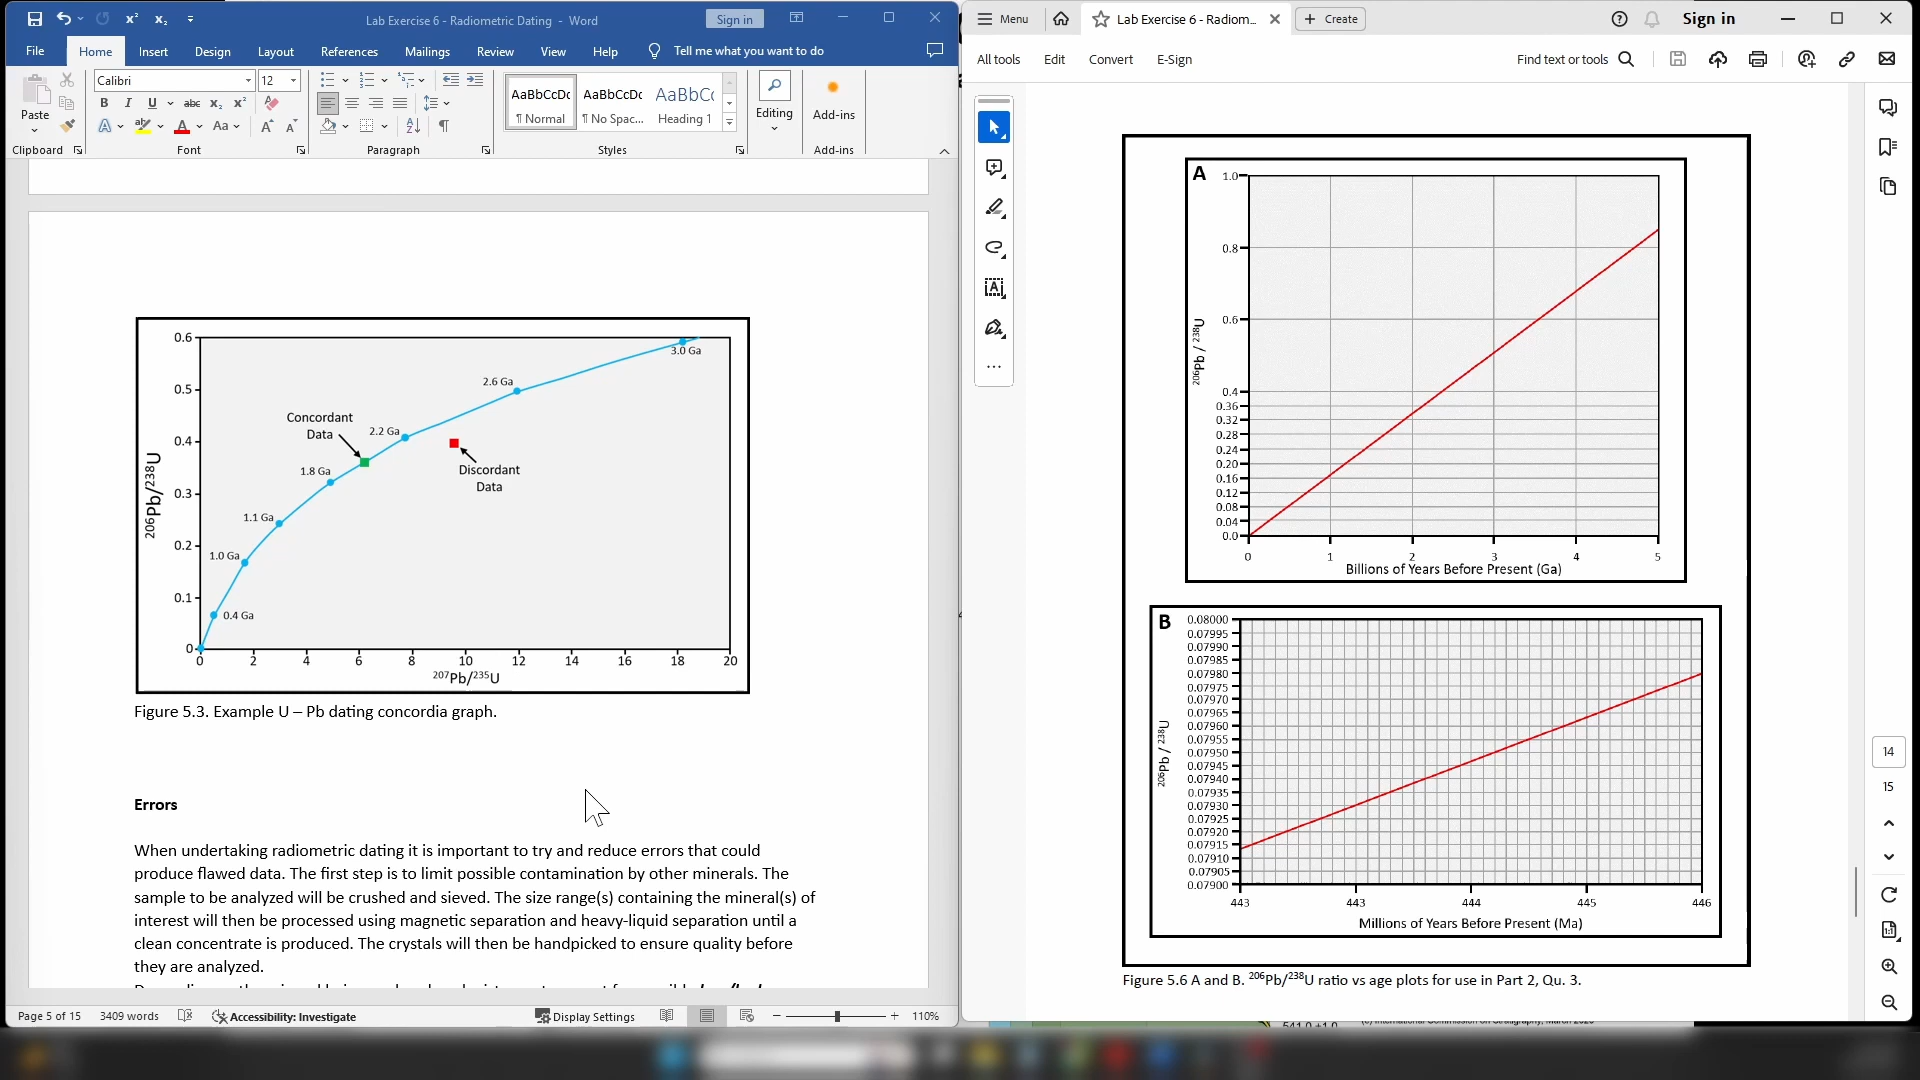 Lab Exercise 6 - Radiometric Dating - Word
Sign in
File Home Insert Design Layout References Mailings Review View Help Tell me what you want to do
Paste
Calibri 12
B I U abc x₂ x²
A A Aa A A
AaBbCcDc AaBbCcDc AaBbCc
¶ Normal ¶ No Spac... Heading 1
Editing
Add-ins
Clipboard Font Paragraph Styles Add-ins
0.6
0.5
0.4
0.3
0.2
0.1
0
²⁰⁶Pb/²³⁸U
3.0 Ga
2.6 Ga
Concordant
Data
2.2 Ga
1.8 Ga
Discordant
Data
1.1 Ga
1.0 Ga
0.4 Ga
0 2 4 6 8 10 12 14 16 18 20
²⁰⁷Pb/²³⁵U
Figure 5.3. Example U – Pb dating concordia graph.
Errors
When undertaking radiometric dating it is important to try and reduce errors that could
produce flawed data. The first step is to limit possible contamination by other minerals. The
sample to be analyzed will be crushed and sieved. The size range(s) containing the mineral(s) of
interest will then be processed using magnetic separation and heavy-liquid separation until a
clean concentrate is produced. The crystals will then be handpicked to ensure quality before
they are analyzed.
Page 5 of 15 3409 words Accessibility: Investigate Display Settings 110%
Menu Lab Exercise 6 - Radiom... Create Sign in
All tools Edit Convert E-Sign Find text or tools
A
1.0
0.8
0.6
0.4
0.36
0.32
0.28
0.24
0.20
0.16
0.12
0.08
0.04
0.0
²⁰⁶Pb / ²³⁸U
0 1 2 3 4 5
Billions of Years Before Present (Ga)
B
0.08000
0.07995
0.07990
0.07985
0.07980
0.07975
0.07970
0.07965
0.07960
0.07955
0.07950
0.07945
0.07940
0.07935
0.07930
0.07925
0.07920
0.07915
0.07910
0.07905
0.07900
²⁰⁶Pb / ²³⁸U
443 443 444 445 446
Millions of Years Before Present (Ma)
Figure 5.6 A and B. ²⁰⁶Pb/²³⁸U ratio vs age plots for use in Part 2, Qu. 3.
14
15